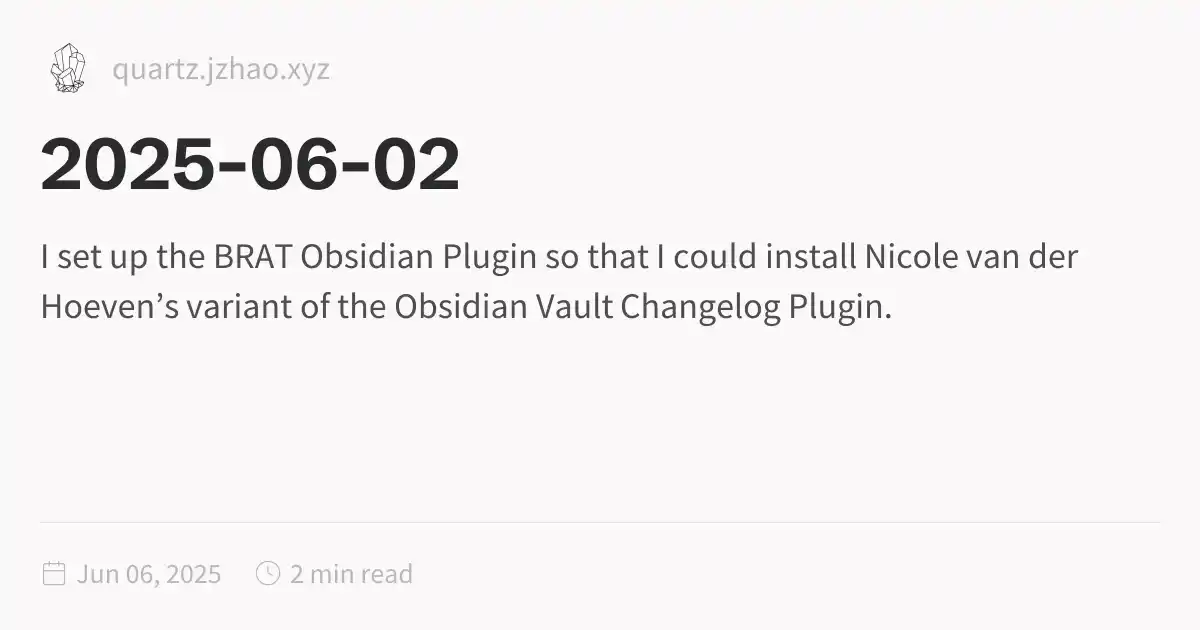 quartz.jzhao.xyz
2025-06-02
I set up the BRAT Obsidian Plugin so that I could install Nicole van der
Hoeven’s variant of the Obsidian Vault Changelog Plugin.
Jun 06, 2025 2 min read